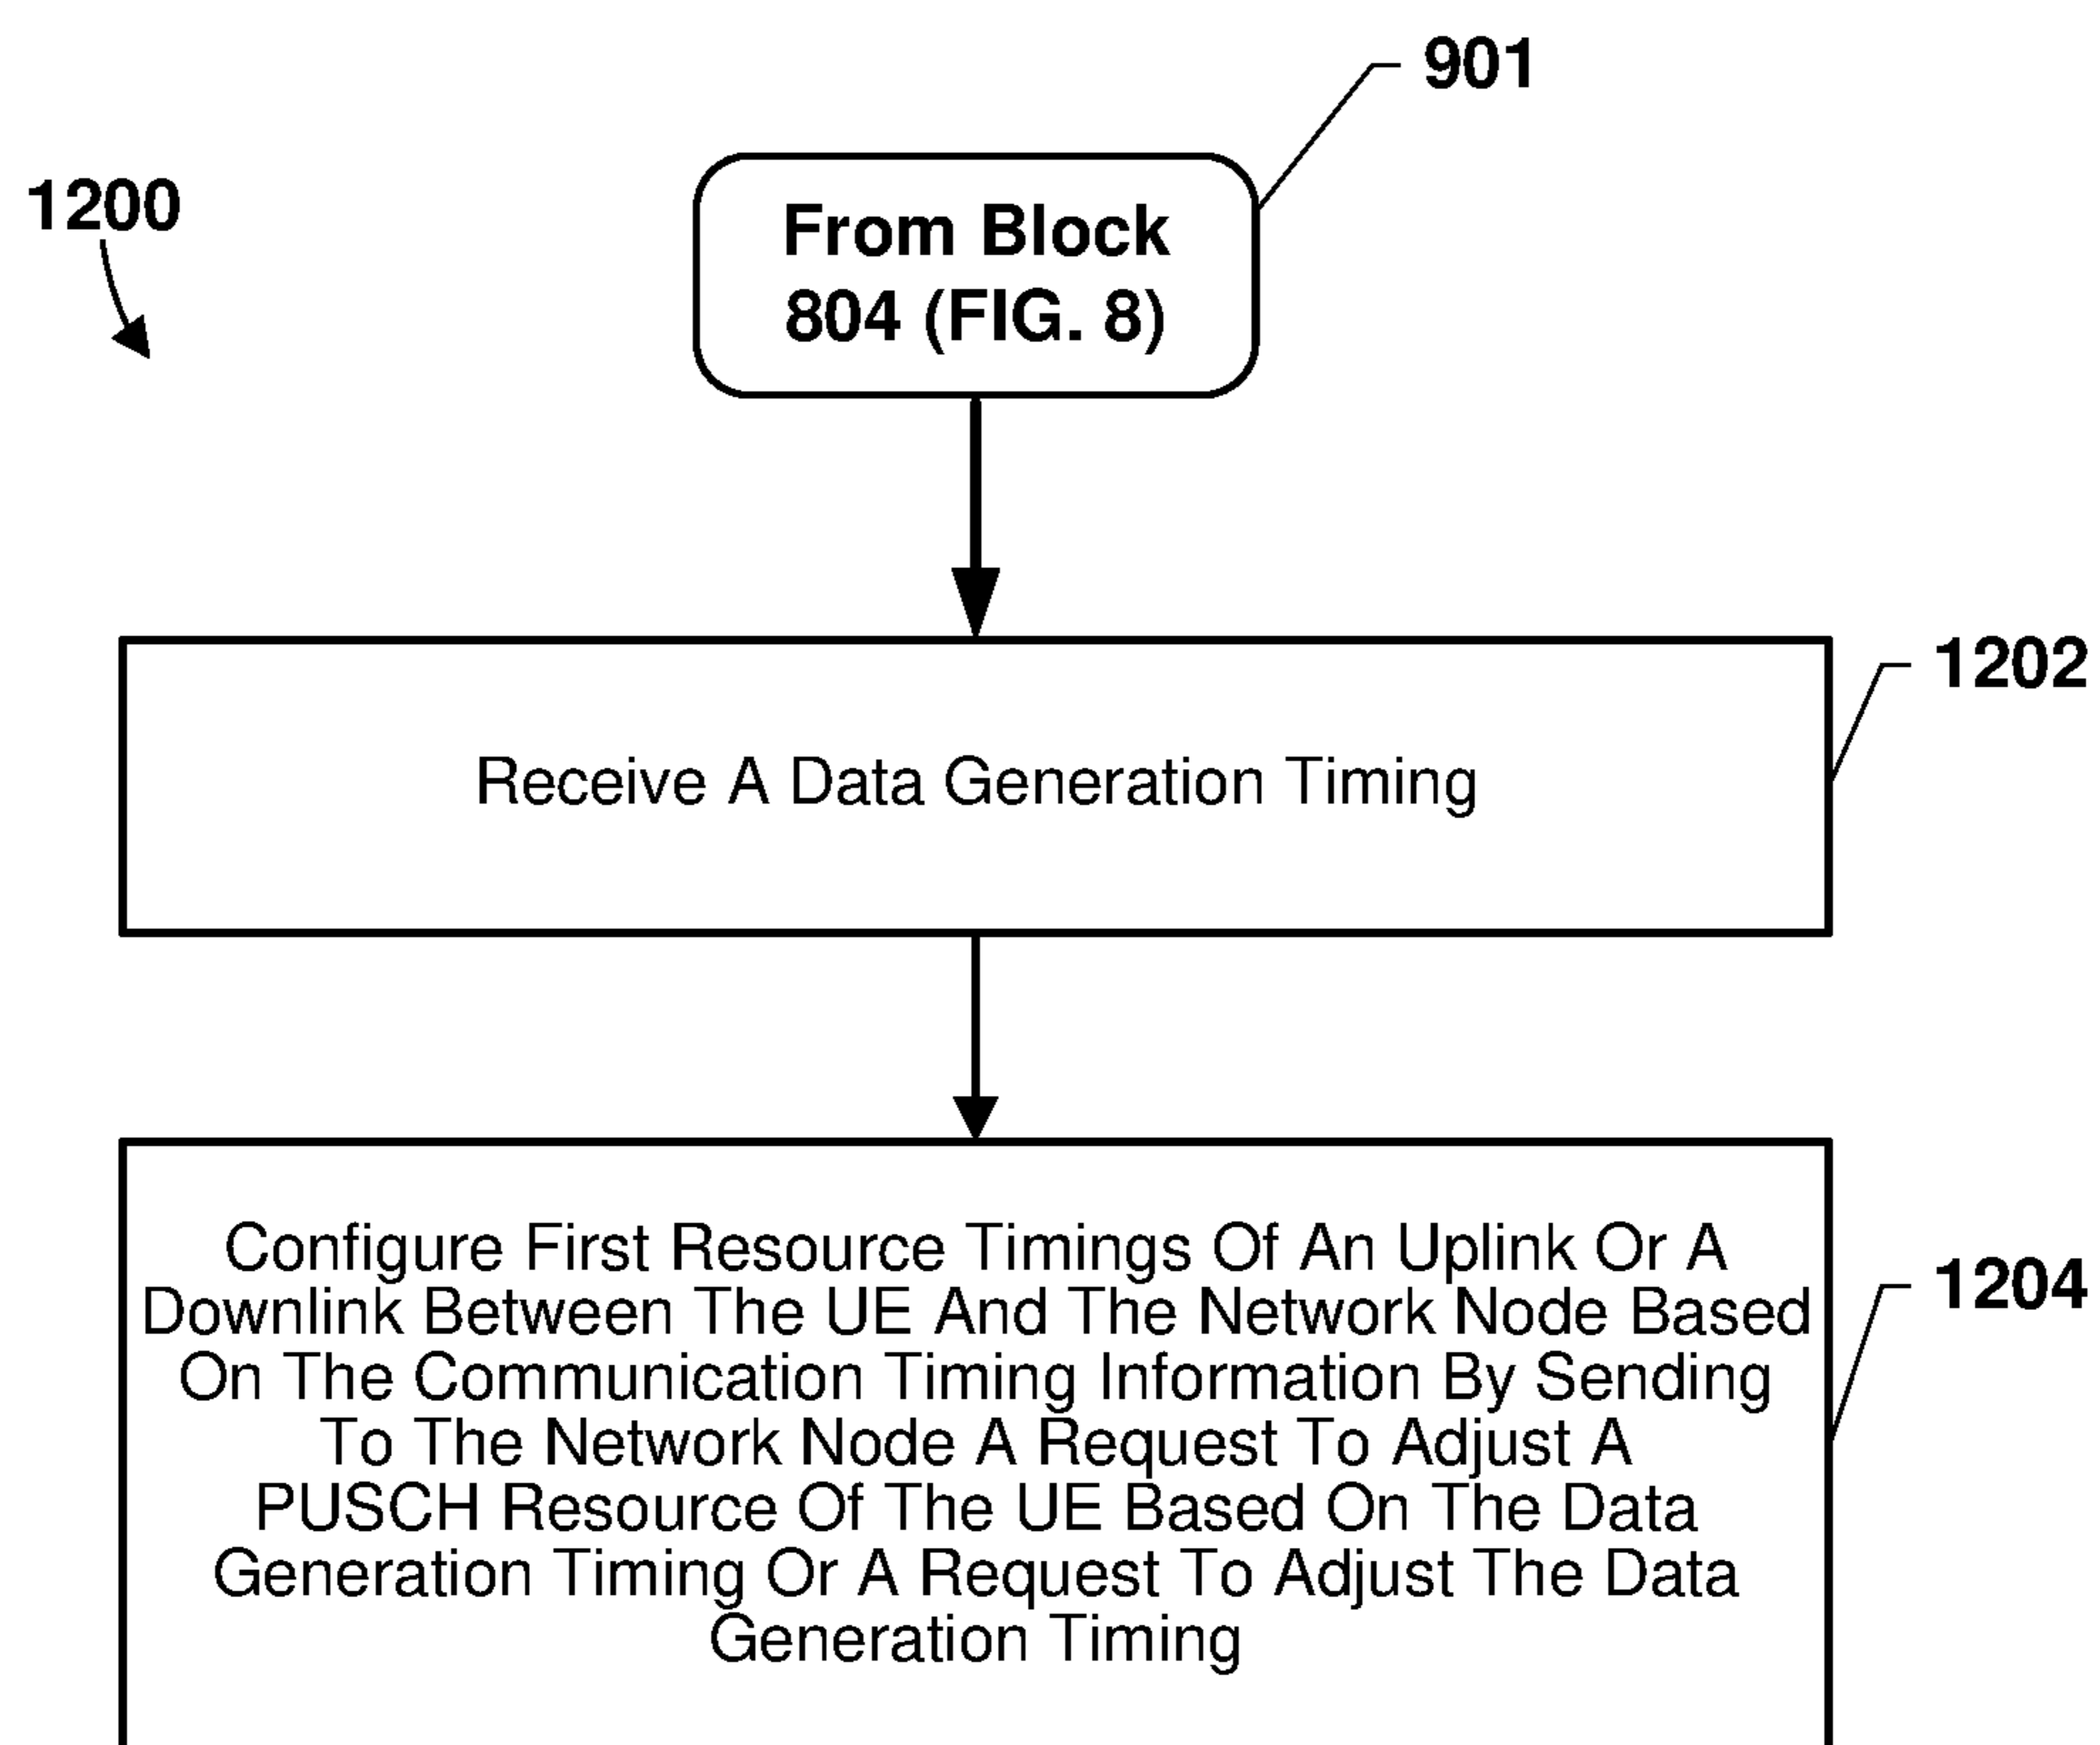 901
1200
From Block
804 (FIG. 8)
1202
Receive A Data Generation Timing
Configure First Resource Timings Of An Uplink Or A
Downlink Between The UE And The Network Node Based
On The Communication Timing Information By Sending
To The Network Node A Request To Adjust A
PUSCH Resource Of The UE Based On The Data
Generation Timing Or A Request To Adjust The Data
Generation Timing
1204